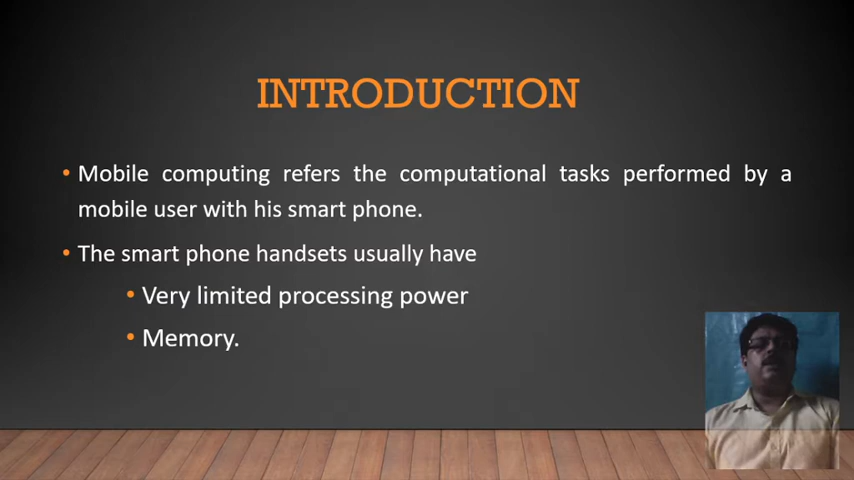 INTRODUCTION
• Mobile computing refers the computational tasks performed by a
mobile user with his smart phone.
• The smart phone handsets usually have
• Very limited processing power
• Memory.